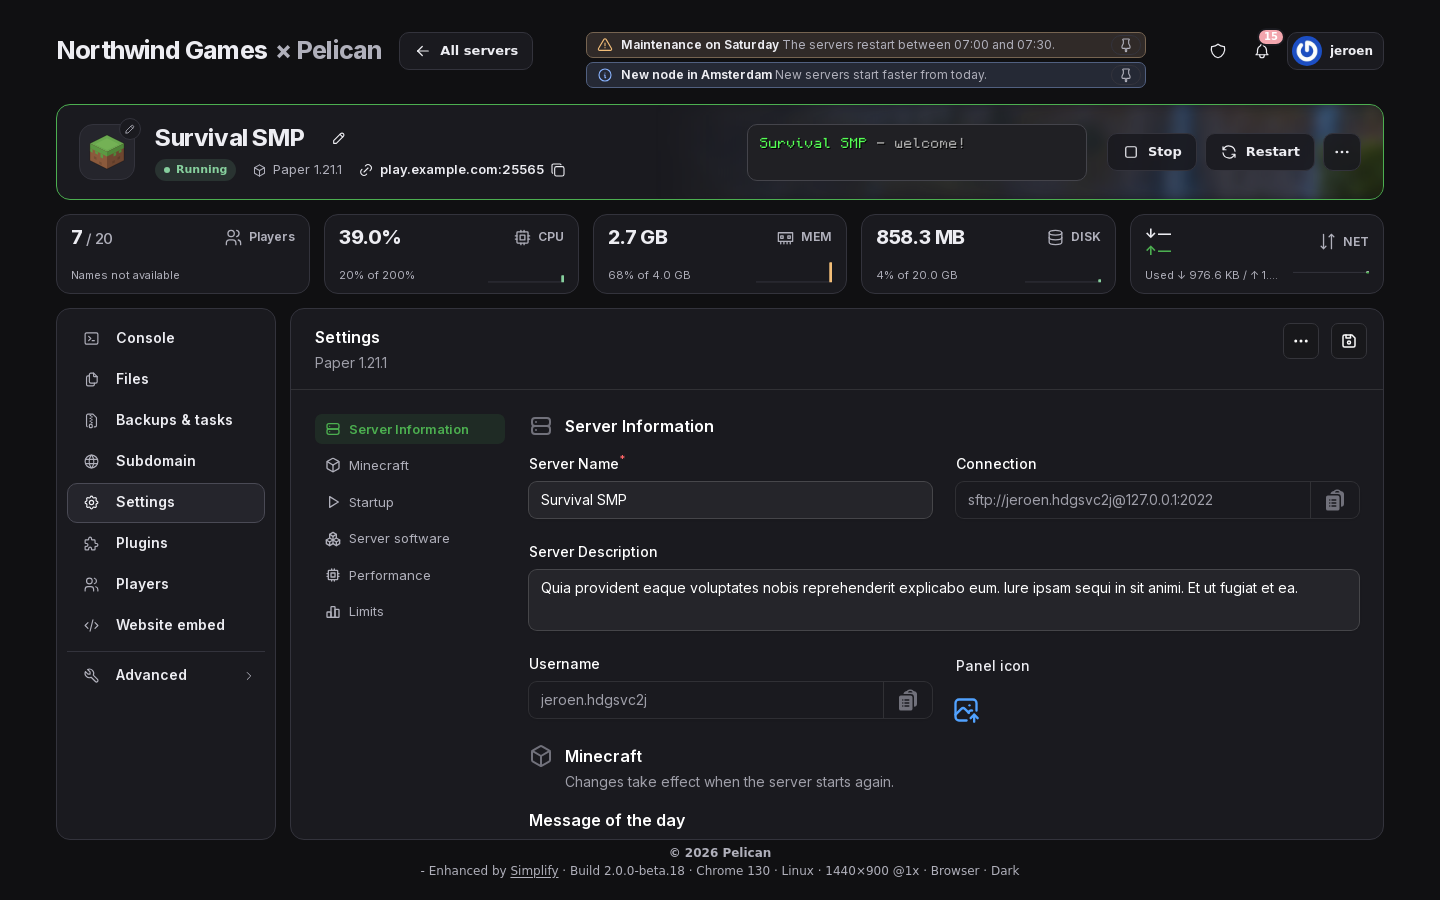 Northwind Games × Pelican
All servers
Maintenance on Saturday The servers restart between 07:00 and 07:30.
New node in Amsterdam New servers start faster from today.
15
jeroen
Survival SMP
Running
Paper 1.21.1
play.example.com:25565
Survival SMP - welcome!
Stop
Restart
7 / 20
Players
Names not available
39.0%
CPU
20% of 200%
2.7 GB
MEM
68% of 4.0 GB
858.3 MB
DISK
4% of 20.0 GB
↓—
↑—
NET
Used ↓ 976.6 KB / ↑ 1....
Console
Files
Backups & tasks
Subdomain
Settings
Plugins
Players
Website embed
Advanced
Settings
Paper 1.21.1
Server Information
Minecraft
Startup
Server software
Performance
Limits
Server Information
Server Name*
Survival SMP
Connection
sftp://jeroen.hdgsvc2j@127.0.0.1:2022
Server Description
Quia provident eaque voluptates nobis reprehenderit explicabo eum. Iure ipsam sequi in sit animi. Et ut fugiat et ea.
Username
jeroen.hdgsvc2j
Panel icon
Minecraft
Changes take effect when the server starts again.
Message of the day
© 2026 Pelican
- Enhanced by Simplify · Build 2.0.0-beta.18 · Chrome 130 · Linux · 1440×900 @1x · Browser · Dark